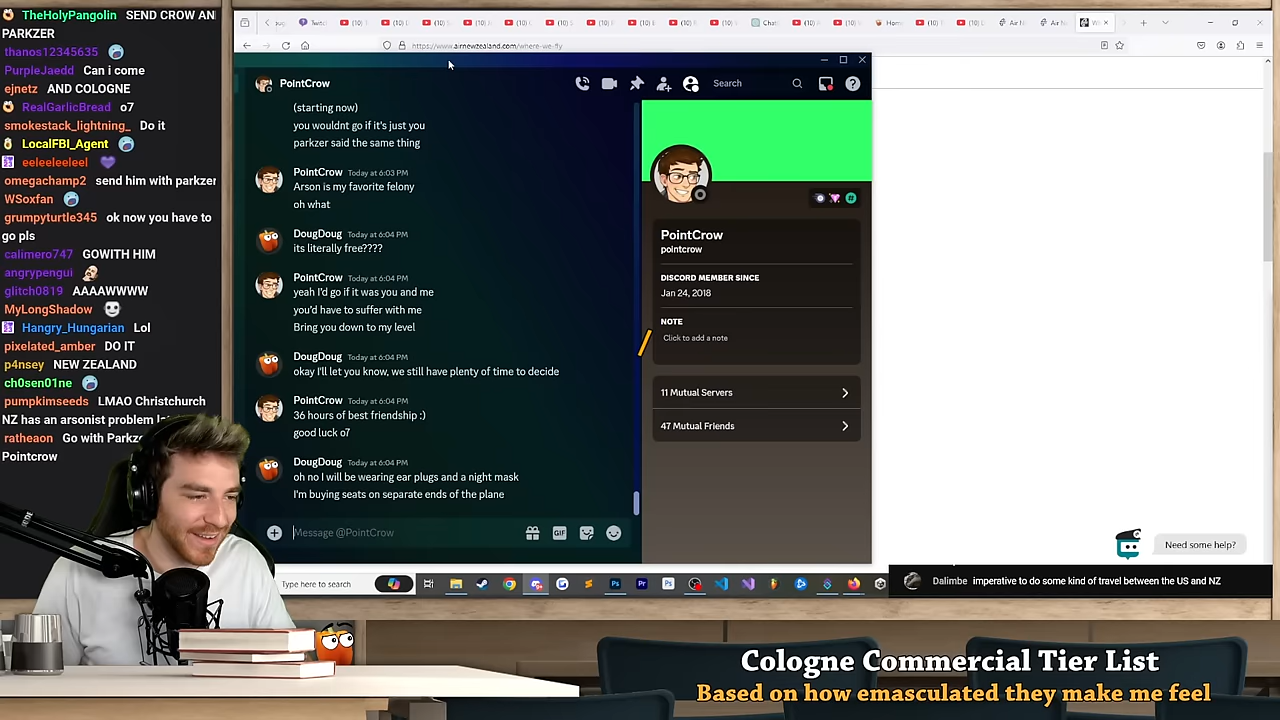 TheHolyPangolin SEND CROW AN
PARKZER
thanos12345635
PurpleJaedd Can i come
ejnetz AND COLOGNE
RealGarlicBread o7
smokestack_lightning_ Do it
LocalFBI_Agent
eeleeeleeel
omegachamp2 send him with parkzer
WSoxfan
grumpyturtle345 ok now you have to
go pls
calimero747 GOWITH HIM
angrypengui
glitch0819 AAAAWWWW
MyLongShadow
Hangry_Hungarian Lol
pixelated_amber DO IT
p4nsey NEW ZEALAND
ch0sen01ne
pumpkimseeds LMAO Christchurch
NZ has an arsonist problem
ratheaon Go with Parkz
Pointcrow
https://www.airnewzealand.com/where-we-fly
PointCrow
Search
(starting now)
you wouldnt go if it's just you
parkzer said the same thing
PointCrow Today at 6:03 PM
Arson is my favorite felony
oh what
DougDoug Today at 6:04 PM
its literally free????
PointCrow Today at 6:04 PM
yeah I'd go if it was you and me
you'd have to suffer with me
Bring you down to my level
DougDoug Today at 6:04 PM
okay I'll let you know, we still have plenty of time to decide
PointCrow Today at 6:04 PM
36 hours of best friendship :)
good luck o7
DougDoug Today at 6:04 PM
oh no I will be wearing ear plugs and a night mask
I'm buying seats on separate ends of the plane
Message @PointCrow
GIF
PointCrow
pointcrow
DISCORD MEMBER SINCE
Jan 24, 2018
NOTE
Click to add a note
11 Mutual Servers
47 Mutual Friends
Need some help?
Type here to search
Dalimbe imperative to do some kind of travel between the US and NZ
Cologne Commercial Tier List
Based on how emasculated they make me feel